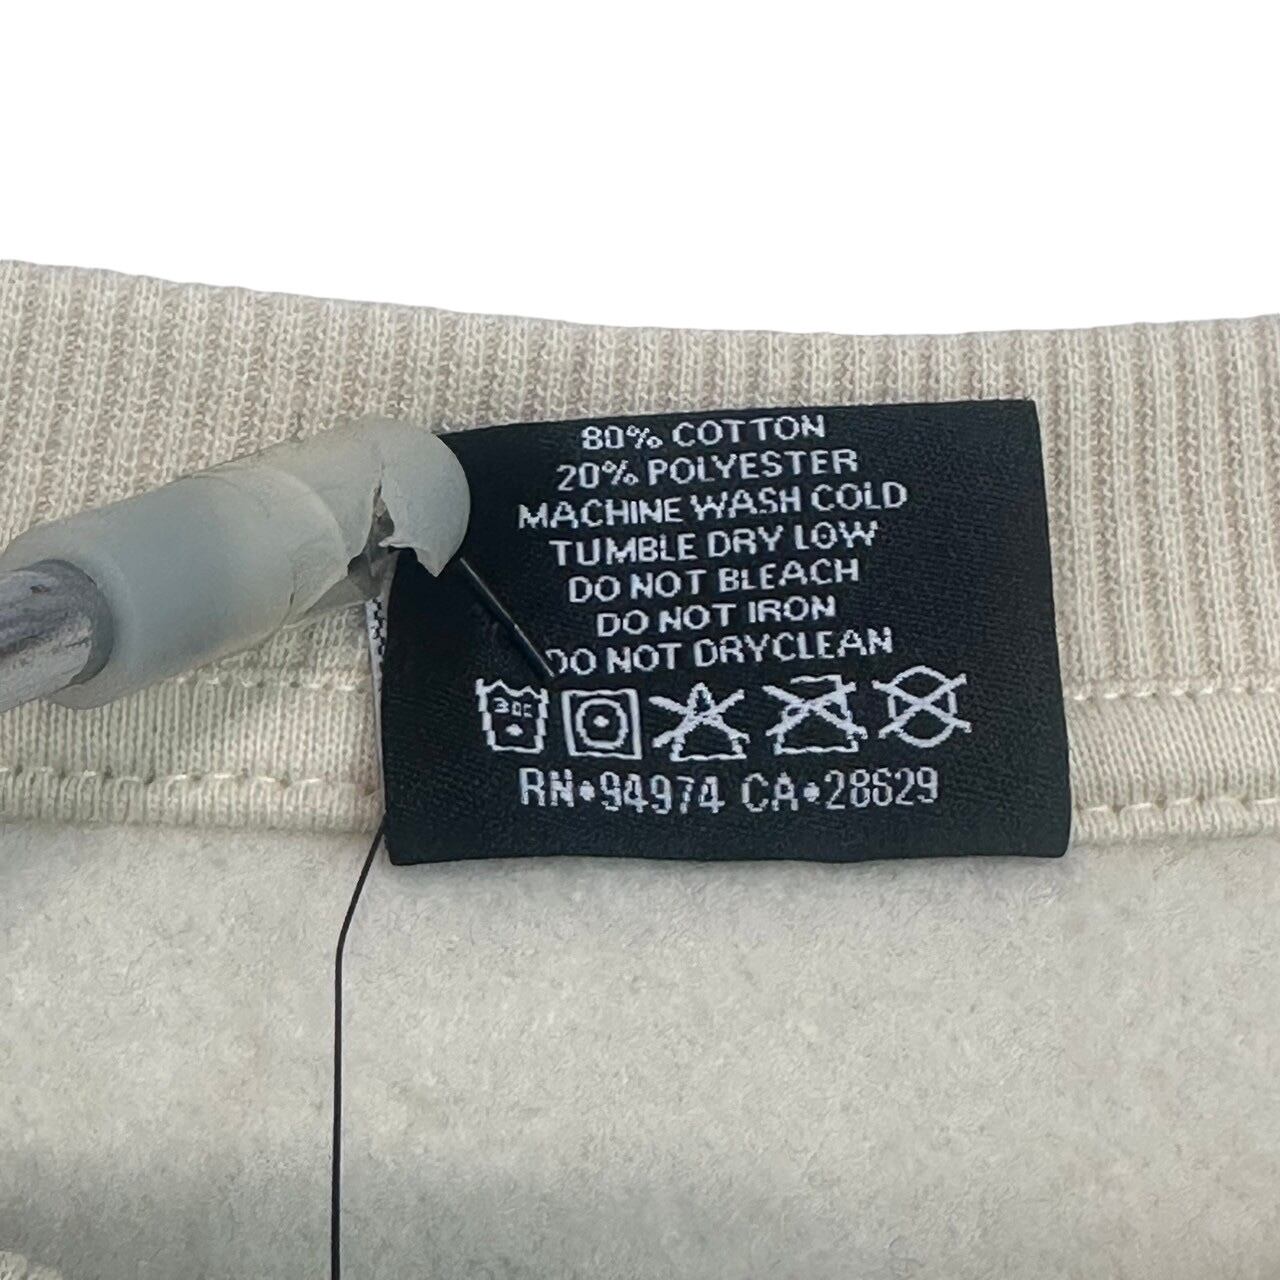 80% COTTON
20% POLYESTER
MACHINE WASH COLD
TUMBLE DRY LOW
DO NOT BLEACH
DO NOT IRON
DO NOT DRYCLEAN
30C
RN•94974 CA•28629